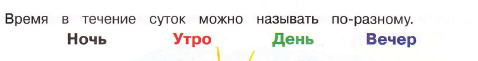 Время в течение суток можно называть по-разному.
Ночь Утро День Вечер